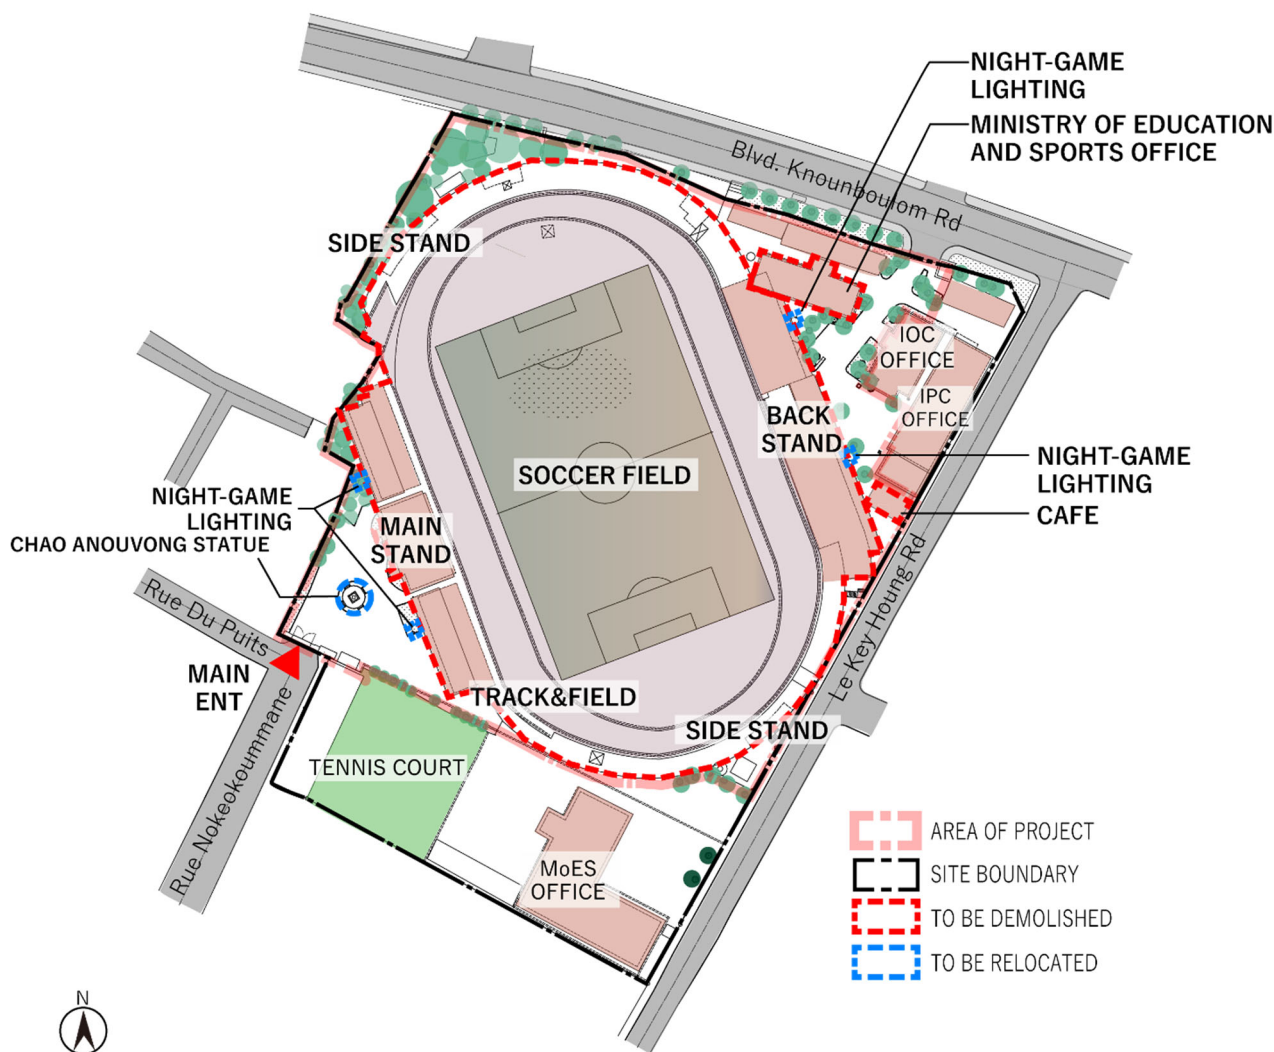 NIGHT-GAME
LIGHTING
MINISTRY OF EDUCATION
AND SPORTS OFFICE
Blvd. Knounboulom Rd
SIDE STAND
IOC
OFFICE
IPC
OFFICE
BACK
STAND
SOCCER FIELD
NIGHT-GAME
LIGHTING
CAFE
NIGHT-GAME
LIGHTING
MAIN
STAND
CHAO ANOUVONG STATUE
Rue Du Puits
Le Key Houng Rd
MAIN
ENT
TRACK&FIELD
SIDE STAND
TENNIS COURT
Rue Nokeokoummane
MoES
OFFICE
AREA OF PROJECT
SITE BOUNDARY
TO BE DEMOLISHED
TO BE RELOCATED
N